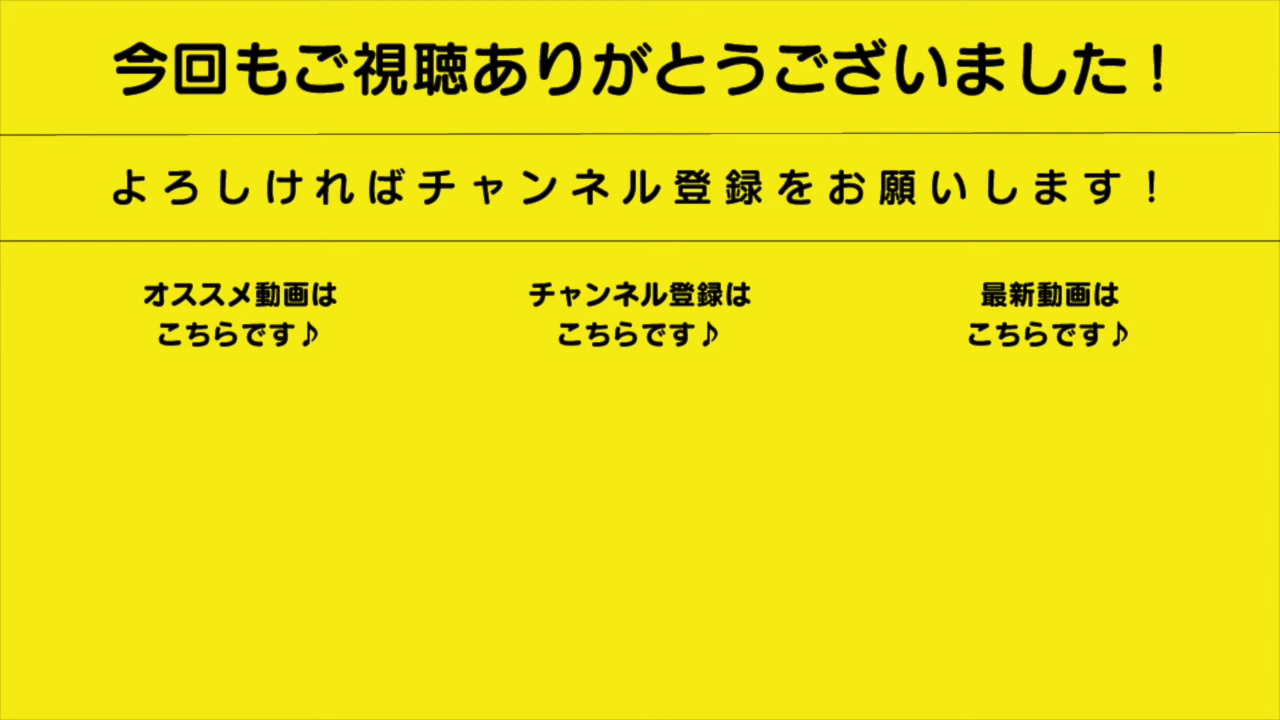 今回もご視聴ありがとうございました！
よろしければチャンネル登録をお願いします！
オススメ動画は
こちらです♪
チャンネル登録は
こちらです♪
最新動画は
こちらです♪